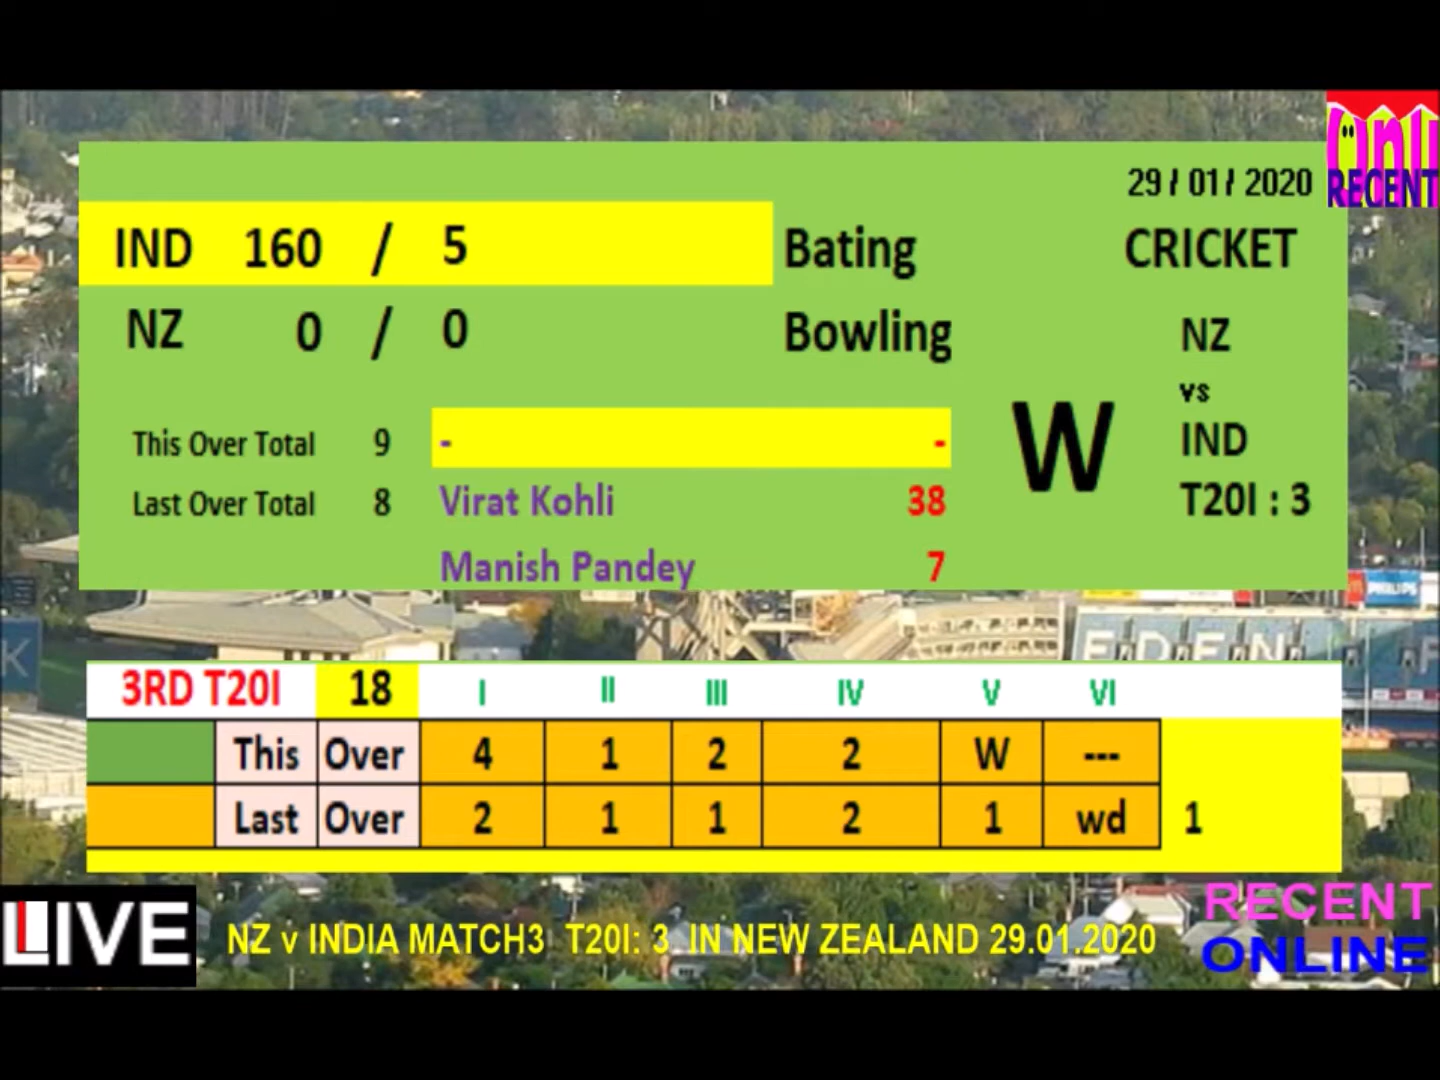 Onli
RECENT
29 / 01 / 2020
IND 160 / 5 Bating CRICKET
NZ 0 / 0 Bowling NZ
vs
This Over Total 9 - - W IND
Last Over Total 8 Virat Kohli 38 T20I : 3
Manish Pandey 7
PHILIPS
K EDEN P
3RD T20I 18 I II III IV V VI
This Over 4 1 2 2 W ---
Last Over 2 1 1 2 1 wd 1
LIVE NZ v INDIA MATCH3 T20I: 3 IN NEW ZEALAND 29.01.2020
RECENT
ONLINE